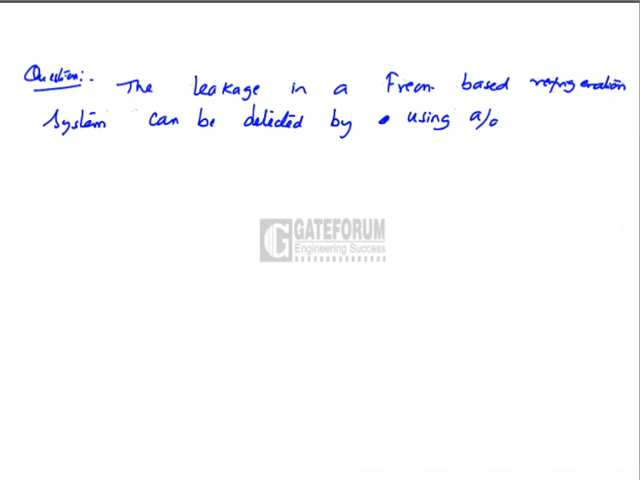 Question:- The leakage in a Freon based refrigeration
System can be detected by using a/o
GATEFORUM
Engineering Success